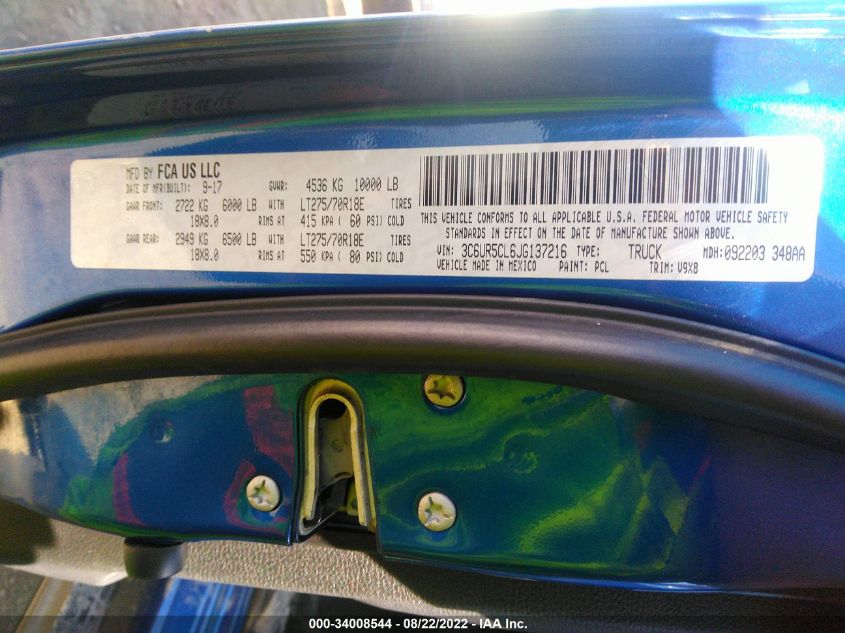 MFD BY FCA US LLC
DATE OF MFR(BUILT): 9-17 GVWR: 4536 KG 10000 LB
GAWR FRONT: 2722 KG 6000 LB WITH LT275/70R18E TIRES
18X8.0 RIMS AT 415 KPA ( 60 PSI) COLD
GAWR REAR: 2949 KG 6500 LB WITH LT275/70R18E TIRES
18X8.0 RIMS AT 550 KPA ( 80 PSI) COLD
THIS VEHICLE CONFORMS TO ALL APPLICABLE U.S.A. FEDERAL MOTOR VEHICLE SAFETY
STANDARDS IN EFFECT ON THE DATE OF MANUFACTURE SHOWN ABOVE.
VIN: 3C6UR5CL6JG137216 TYPE: TRUCK MDH: 092203 348AA
VEHICLE MADE IN MEXICO PAINT: PCL TRIM: V9X8
000-34008544 - 08/22/2022 - IAA Inc.